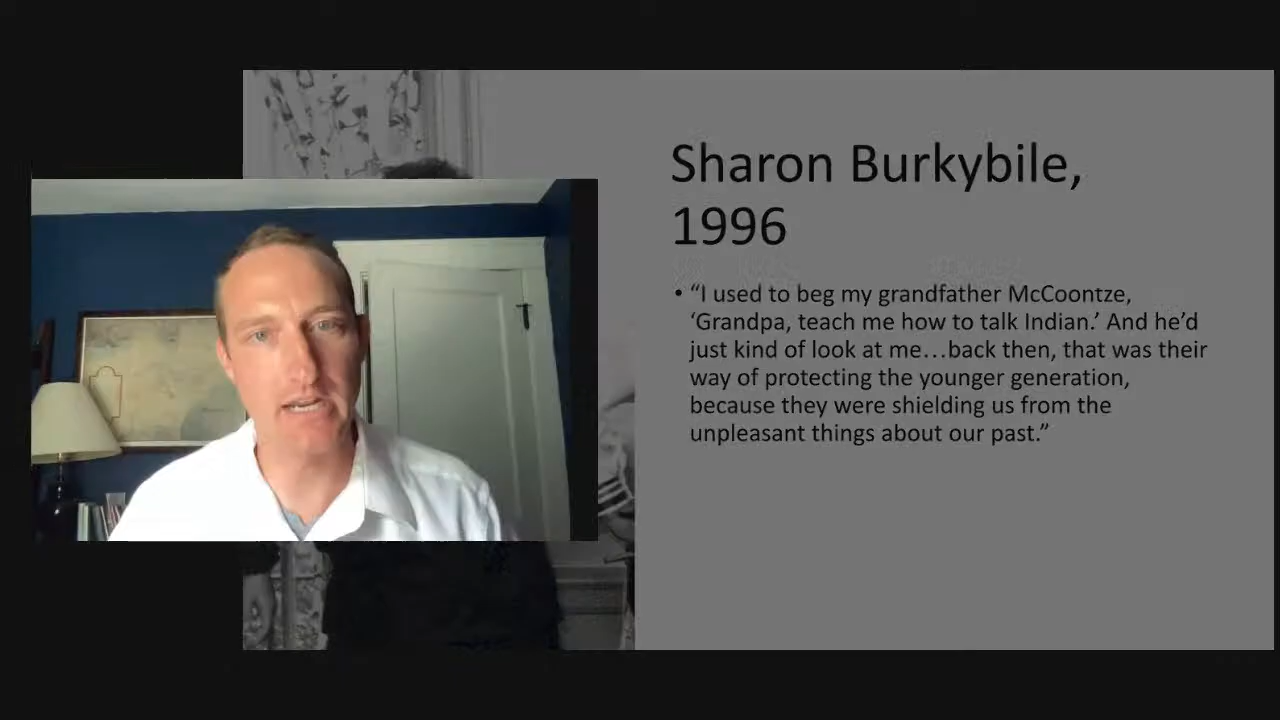 Sharon Burkybile,
1996
• “I used to beg my grandfather McCoontze,
‘Grandpa, teach me how to talk Indian.’ And he’d
just kind of look at me…back then, that was their
way of protecting the younger generation,
because they were shielding us from the
unpleasant things about our past.”